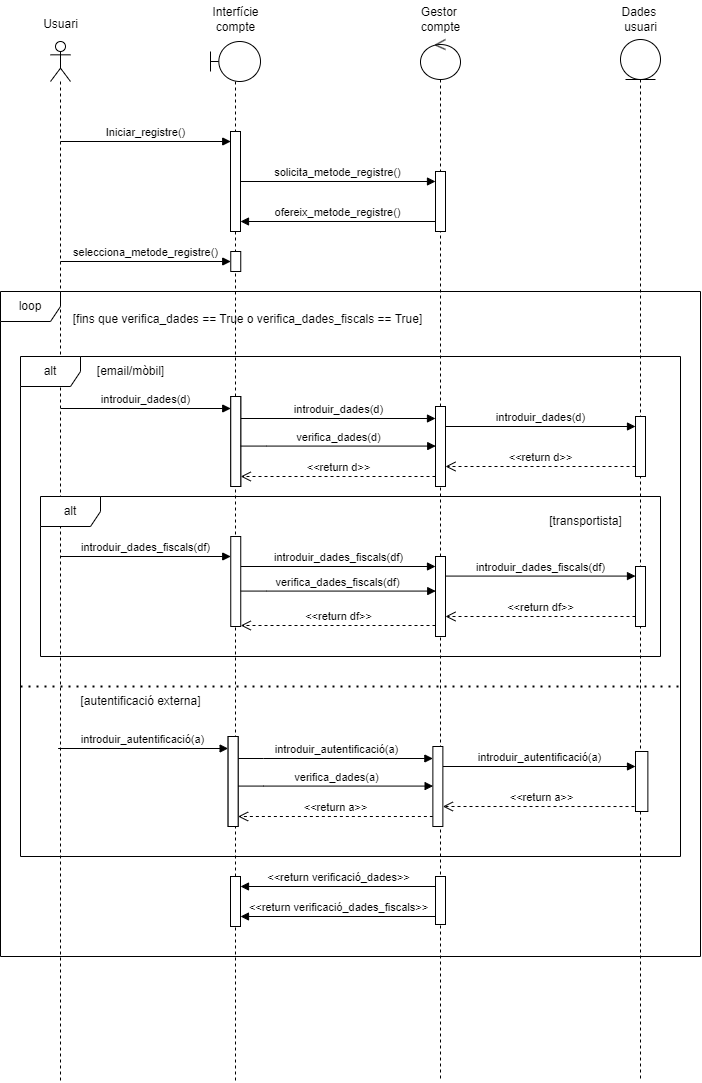 Usuari
Interfície
compte
Gestor
compte
Dades
usuari
Iniciar_registre()
solicita_metode_registre()
ofereix_metode_registre()
selecciona_metode_registre()
loop
[fins que verifica_dades == True o verifica_dades_fiscals == True]
alt
[email/mòbil]
introduir_dades(d)
introduir_dades(d)
introduir_dades(d)
verifica_dades(d)
<<return d>>
<<return d>>
alt
[transportista]
introduir_dades_fiscals(df)
introduir_dades_fiscals(df)
introduir_dades_fiscals(df)
verifica_dades_fiscals(df)
<<return df>>
<<return df>>
[autentificació externa]
introduir_autentificació(a)
introduir_autentificació(a)
introduir_autentificació(a)
verifica_dades(a)
<<return a>>
<<return a>>
<<return verificació_dades>>
<<return verificació_dades_fiscals>>